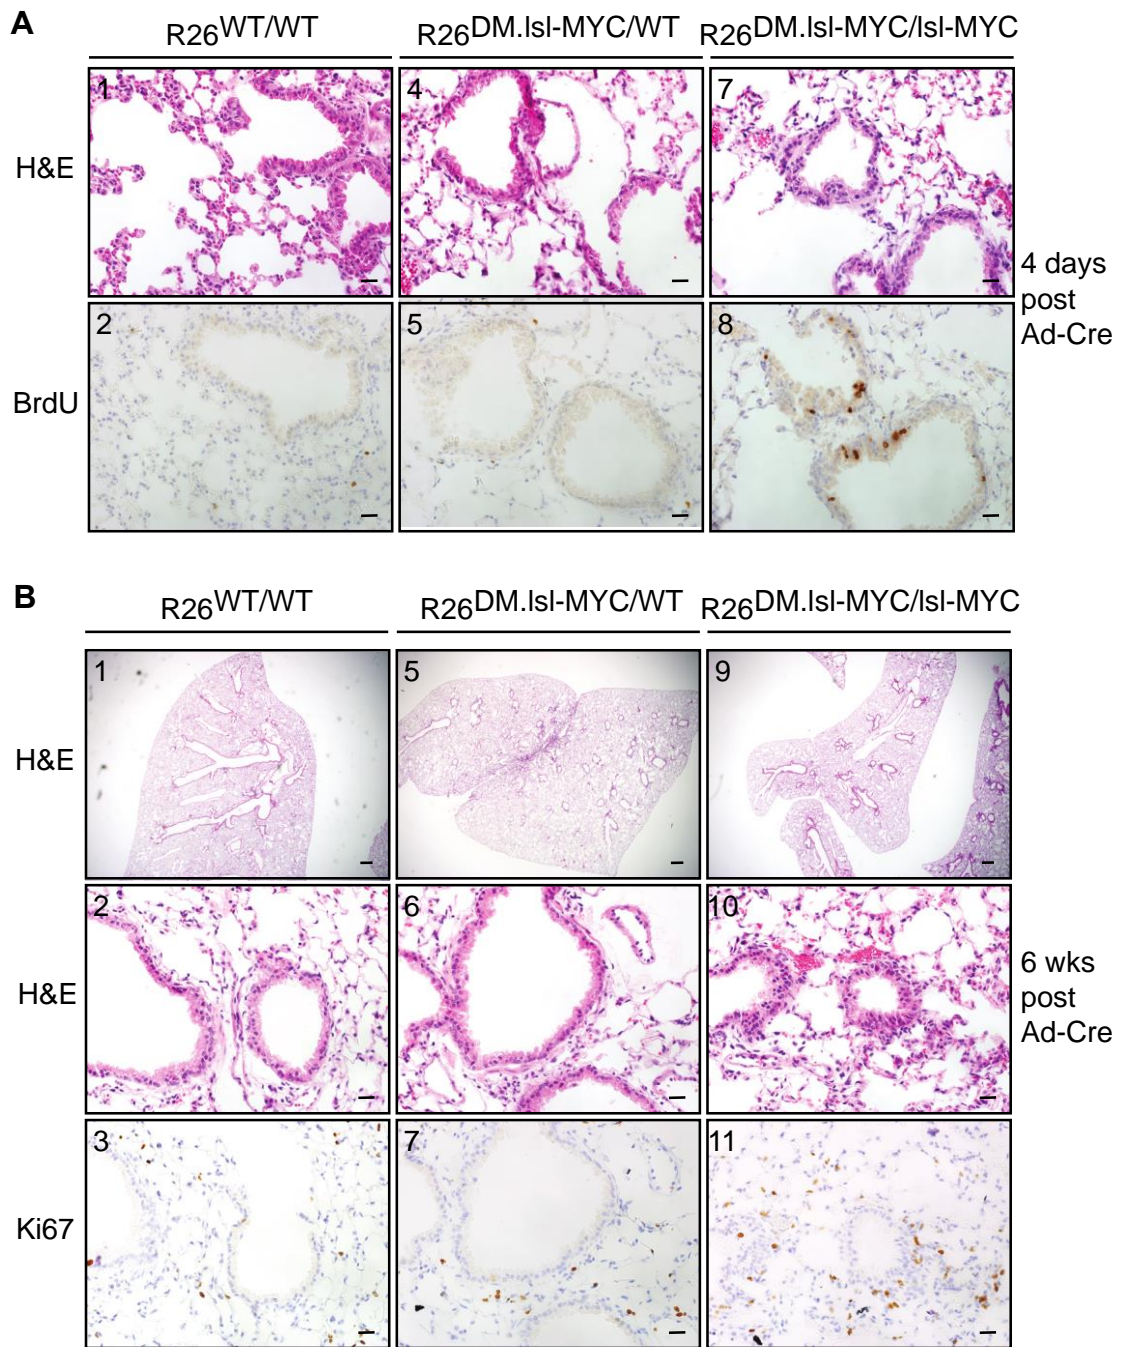 A
R26WT/WT R26DM.lsl-MYC/WT R26DM.lsl-MYC/lsl-MYC
H&E 1 4 7
BrdU 2 5 8
4 days
post
Ad-Cre
B
R26WT/WT R26DM.lsl-MYC/WT R26DM.lsl-MYC/lsl-MYC
H&E 1 5 9
H&E 2 6 10
6 wks
post
Ad-Cre
Ki67 3 7 11